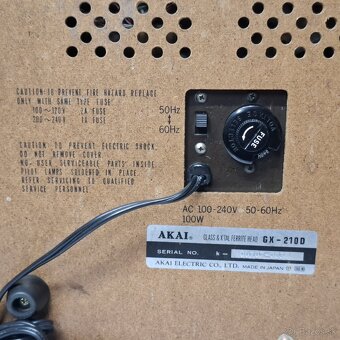 CAUTION TO PREVENT FIRE HAZARD REPLACE
ONLY WITH SAME TYPE FUSE
100~120V 2A FUSE
200~240V 1A FUSE
50Hz
60Hz
FUSE
CAUTION TO PREVENT ELECTRIC SHOCK.
DO NOT REMOVE COVER.
NO USER SERVICEABLE PARTS INSIDE
PILOT LAMPS SOLDERED IN PLACE.
REFER SERVICING TO QUALIFIED
SERVICE PERSONNEL
AC 100-240V 50-60Hz
100W
AKAI GLASS & X'TAL FERRITE HEAD GX-210D
SERIAL NO.
AKAI ELECTRIC CO., LTD. MADE IN JAPAN